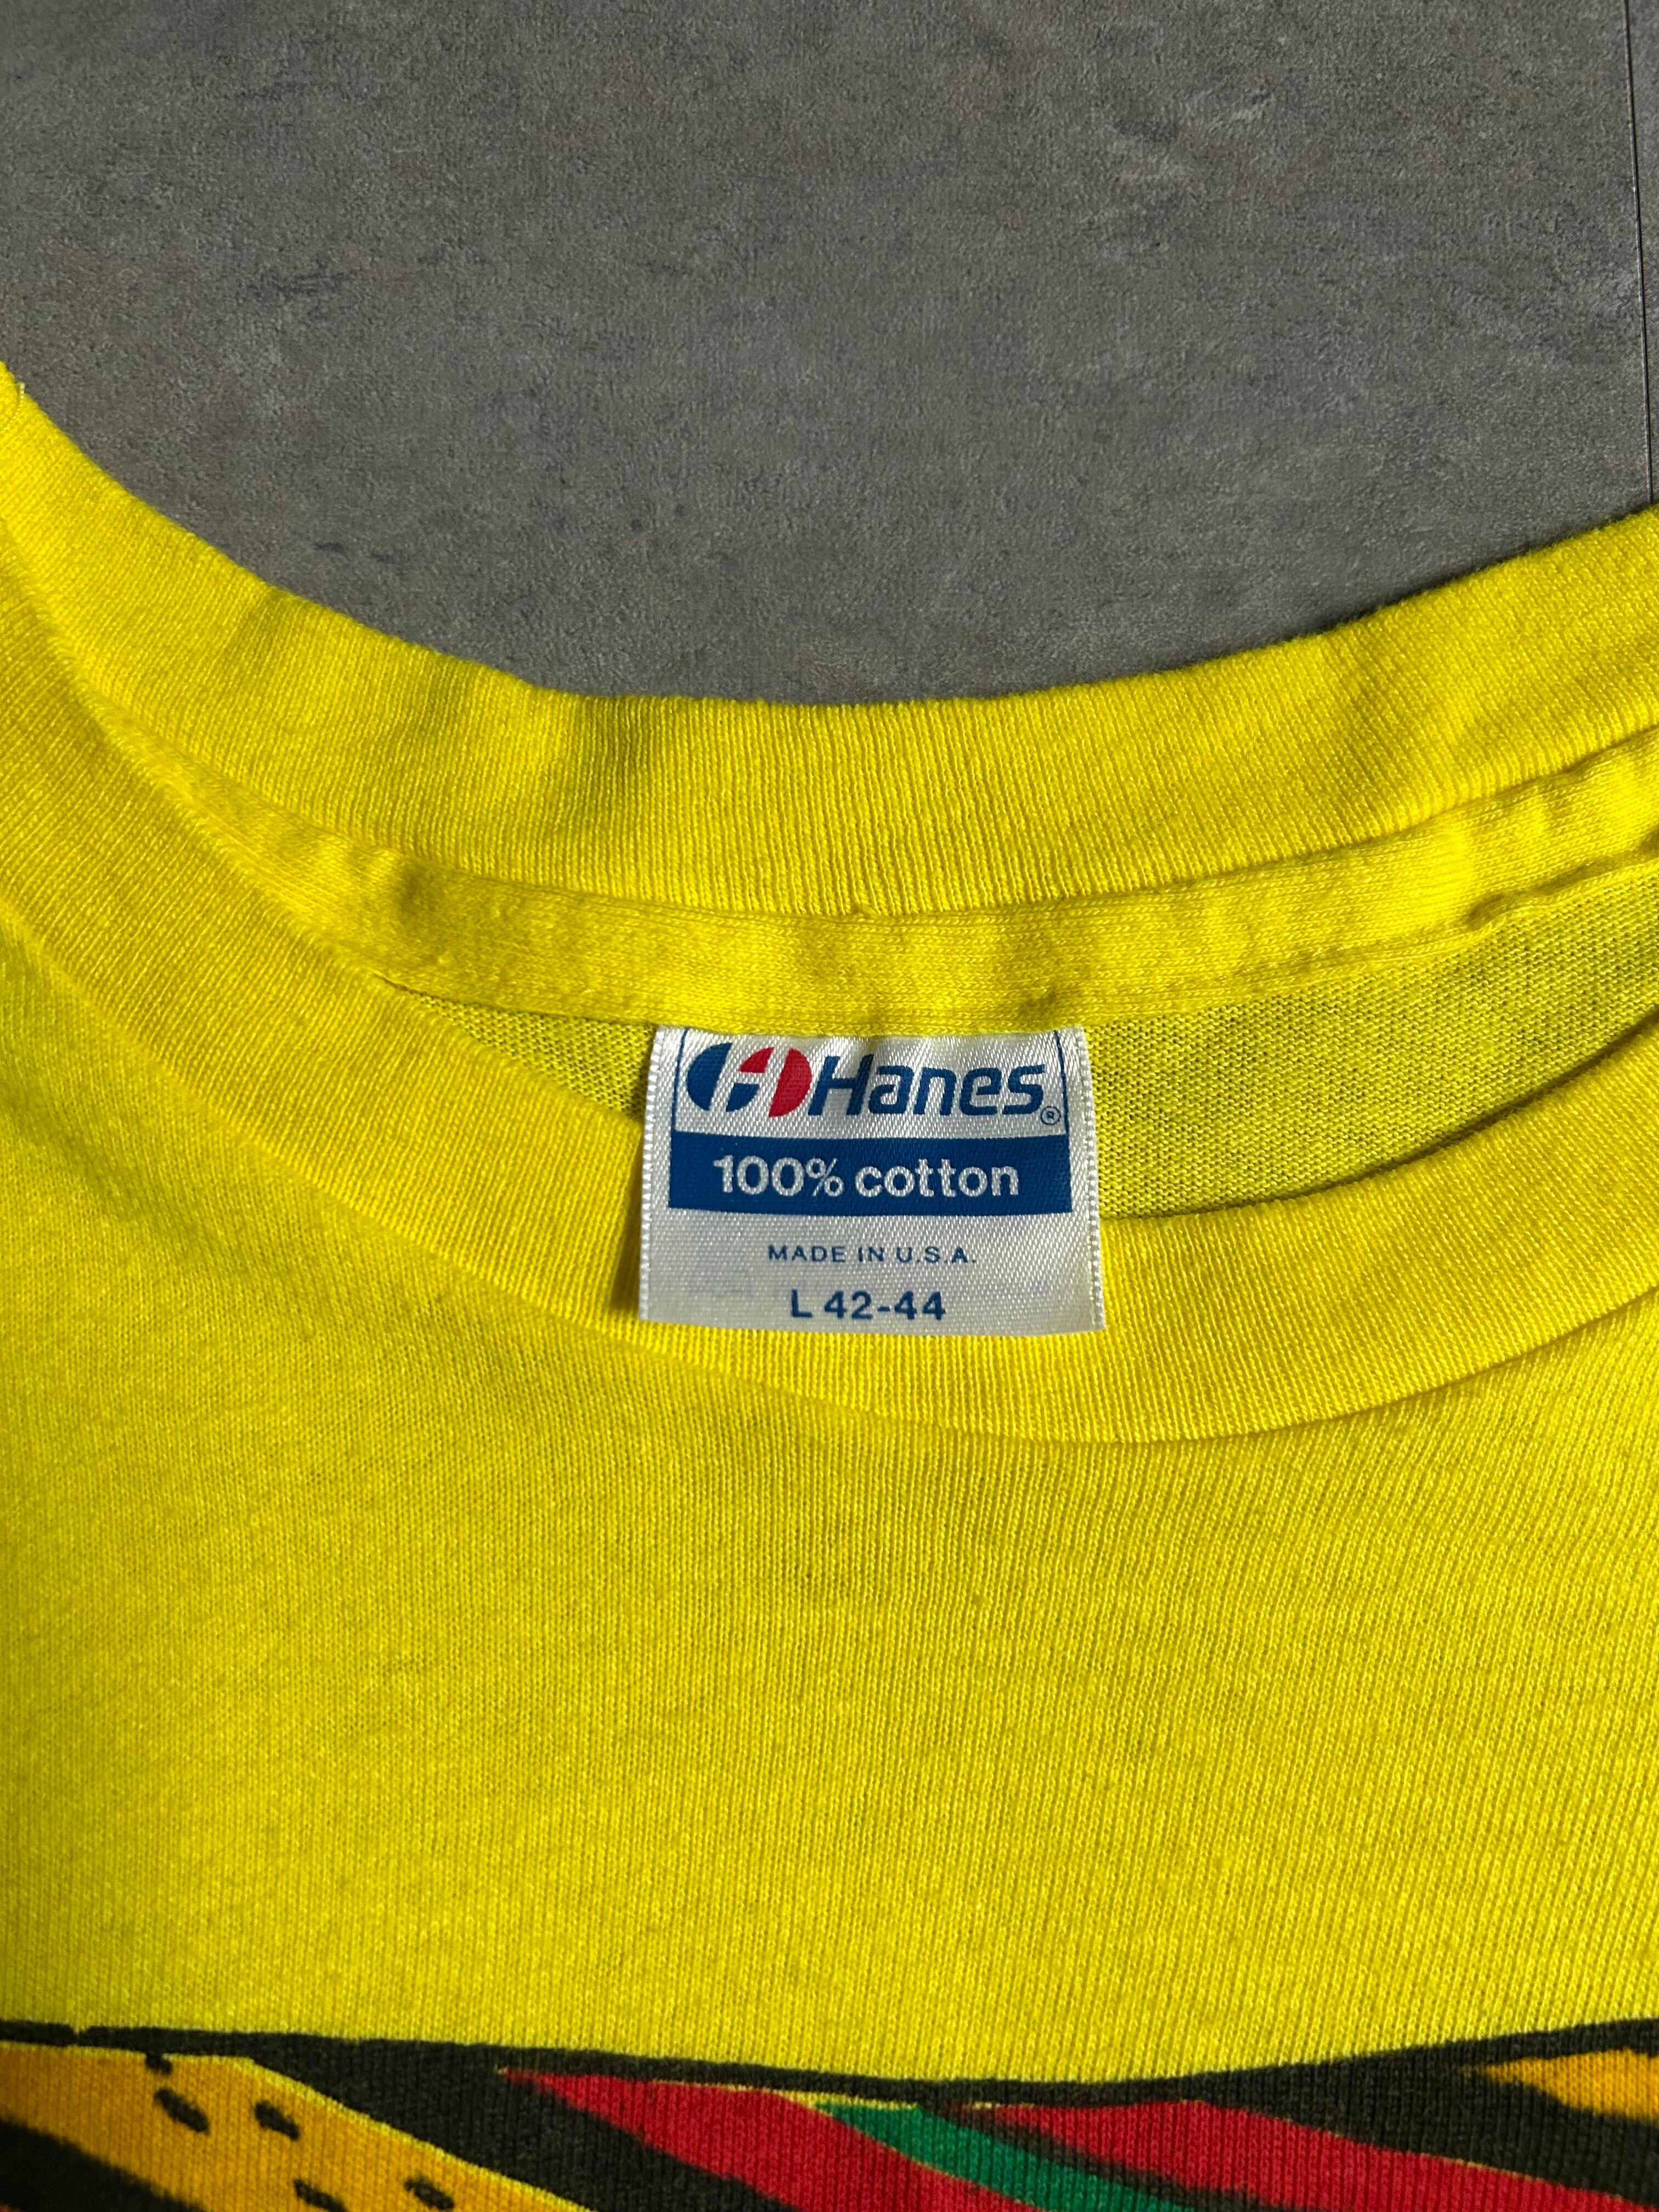 Hanes®
100% cotton
MADE IN U.S.A.
L 42-44